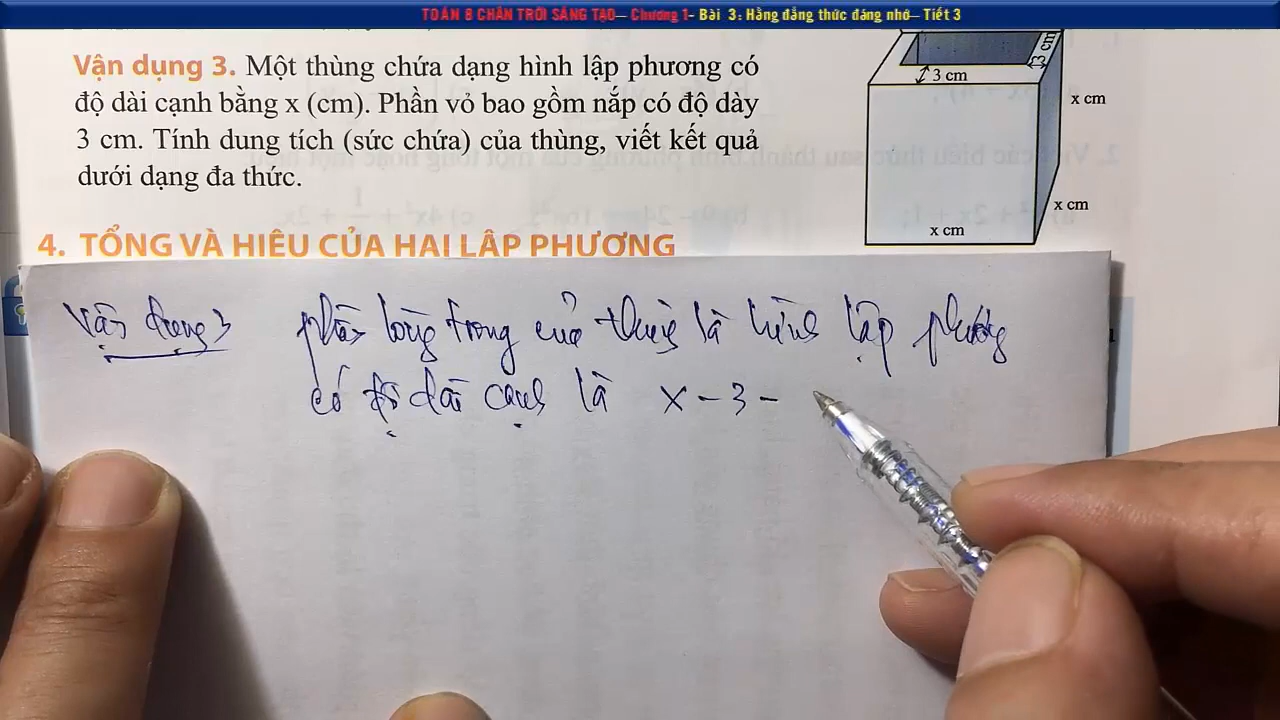 TOÁN 8 CHÂN TRỜI SÁNG TẠO– Chương 1- Bài 3: Hằng đẳng thức đáng nhớ– Tiết 3
Vận dụng 3. Một thùng chứa dạng hình lập phương có
độ dài cạnh bằng x (cm). Phần vỏ bao gồm nắp có độ dày
3 cm. Tính dung tích (sức chứa) của thùng, viết kết quả
dưới dạng đa thức.
3 cm
3 cm
x cm
x cm
x cm
4. TỔNG VÀ HIỆU CỦA HAI LẬP PHƯƠNG
Vận dụng 3 phần lòng trong của thùng là hình lập phương
có độ dài cạnh là x - 3 -